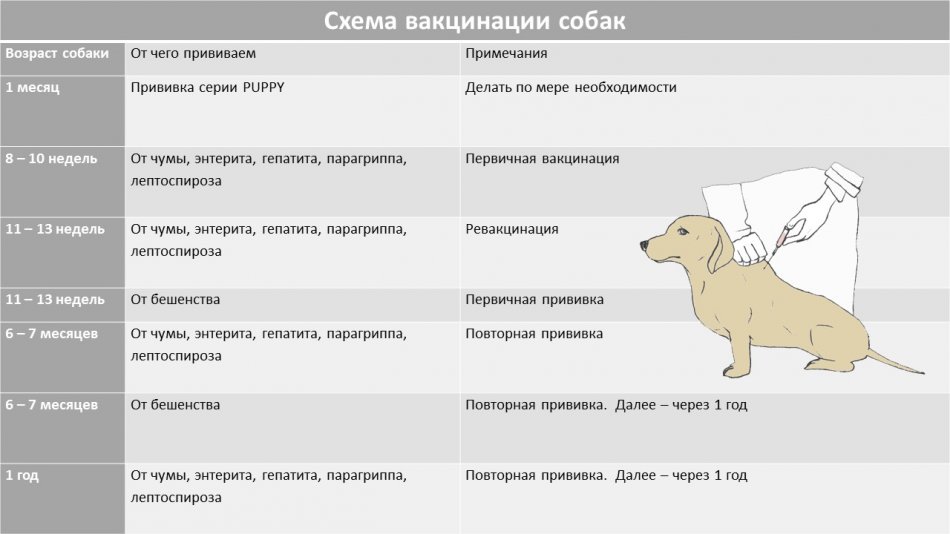 Схема вакцинации собак
Возраст собаки От чего прививаем Примечания
1 месяц Прививка серии PUPPY Делать по мере необходимости
8 – 10 недель От чумы, энтерита, гепатита, парагриппа, Первичная вакцинация
лептоспироза
11 – 13 недель От чумы, энтерита, гепатита, парагриппа, Ревакцинация
лептоспироза
11 – 13 недель От бешенства Первичная прививка
6 – 7 месяцев От чумы, энтерита, гепатита, парагриппа, Повторная прививка
лептоспироза
6 – 7 месяцев От бешенства Повторная прививка. Далее – через 1 год
1 год От чумы, энтерита, гепатита, парагриппа, Повторная прививка. Далее – через 1 год
лептоспироза